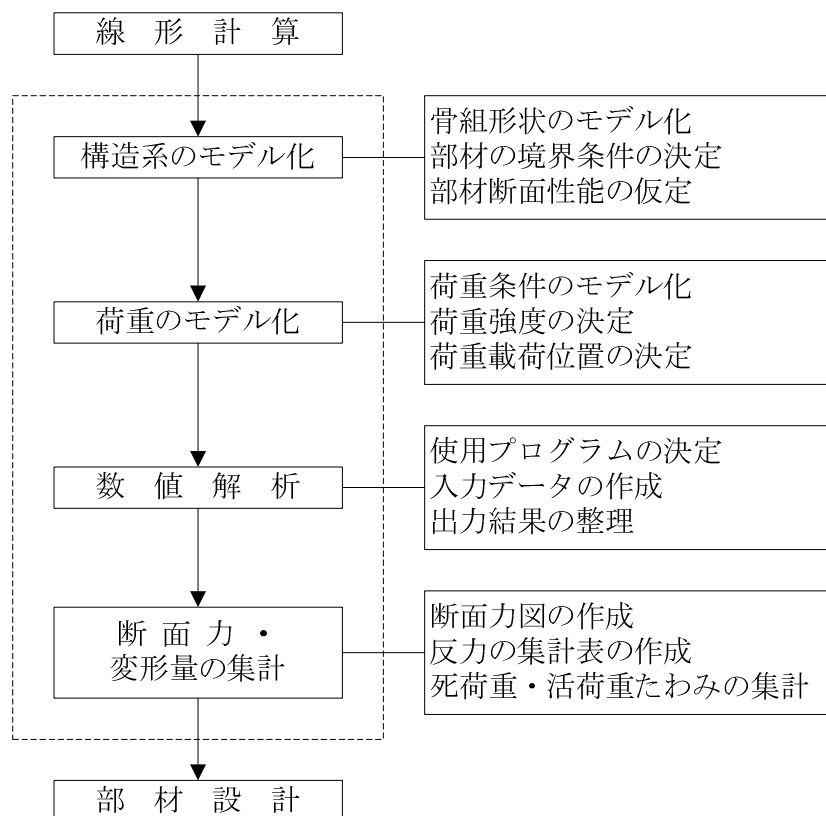 線形計算
構造系のモデル化
骨組形状のモデル化
部材の境界条件の決定
部材断面性能の仮定
荷重のモデル化
荷重条件のモデル化
荷重強度の決定
荷重載荷位置の決定
数値解析
使用プログラムの決定
入力データの作成
出力結果の整理
断面力・
変形量の集計
断面力図の作成
反力の集計表の作成
死荷重・活荷重たわみの集計
部材設計